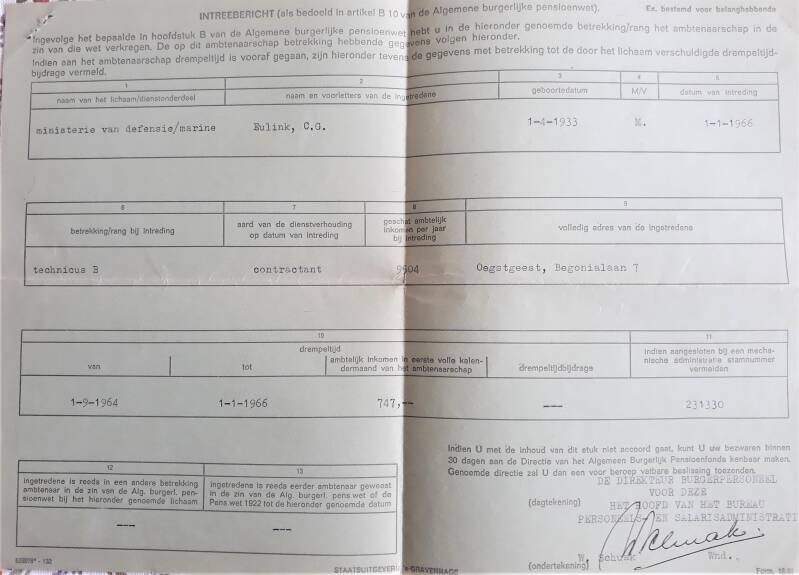 INTREEBERICHT (als bedoeld in artikel B 10 van de Algemene burgerlijke pensioenwet).
Ex. bestemd voor belanghebbende
Ingevolge het bepaalde in hoofdstuk B van de Algemene burgerlijke pensioenwet hebt u in de hieronder genoemde betrekking/rang het ambtenaarschap in de
zin van die wet verkregen. De op dit ambtenaarschap betrekking hebbende gegevens volgen hieronder.
Indien aan het ambtenaarschap drempeltijd is vooraf gegaan, zijn hieronder tevens de gegevens met betrekking tot de door het lichaam verschuldigde drempeltijd-
bijdrage vermeld.
1 2 3 4 5
naam van het lichaam/dienstonderdeel naam en voorletters van de ingetredene geboortedatum M/V datum van intreding
ministerie van defensie/marine Eulink, C.G. 1-4-1933 M. 1-1-1966
6 7 8 9
betrekking/rang bij intreding
aard van de dienstverhouding
op datum van intreding
geschat ambtelijk
inkomen per jaar
bij intreding
volledig adres van de ingetredene
technicus B contractant 9604 Oegstgeest, Begonialaan 7
10 11
drempeltijd
van tot
ambtelijk inkomen in eerste volle kalen-
dermaand van het ambtenaarschap
drempeltijdbijdrage
Indien aangesloten bij een mecha-
nische administratie stamnummer
vermelden
1-9-1964 1-1-1966 747,-- --- 231330
12 13
ingetredene is reeds in een andere betrekking
ambtenaar in de zin van de Alg. burgerl. pen-
sioenwet bij het hieronder genoemde lichaam
ingetredene is reeds eerder ambtenaar geweest
in de zin van de Alg. burgerl. pens.wet of de
Pens.wet 1922 tot de hieronder genoemde datum
--- ---
Indien U met de inhoud van dit stuk niet accoord gaat, kunt U uw bezwaren binnen
30 dagen aan de Directie van het Algemeen Burgerlijk Pensioenfonds kenbaar maken.
Genoemde directie zal U dan een voor beroep vatbare beslissing toezenden.
DE DIREKTEUR BURGERPERSONEEL
VOOR DEZE
(dagtekening) HET HOOFD VAN HET BUREAU
PERSONEELS- EN SALARISADMINISTRATI
W. Wnd.
(ondertekening)
STAATSUITGEVERIJ 'S-GRAVENHAGE